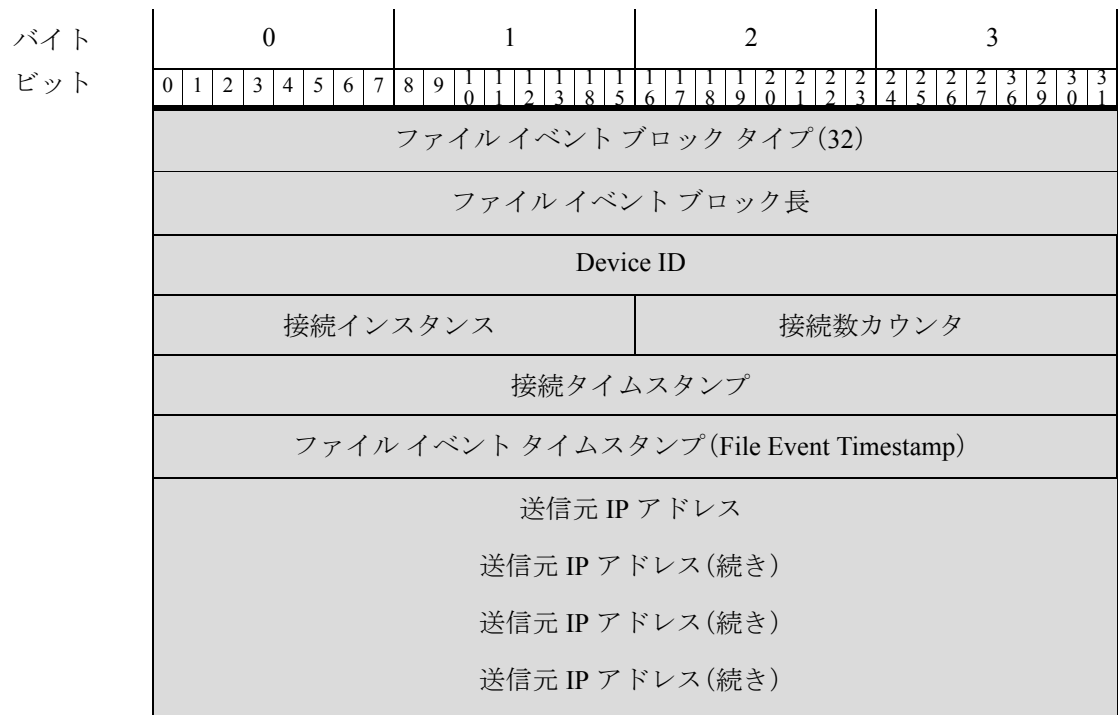 バイト 0 1 2 3
ビット 0 1 2 3 4 5 6 7 8 9 10 11 12 13 18 15 16 17 18 19 20 21 22 23 24 25 26 27 36 29 30 31
ファイル イベント ブロック タイプ(32)
ファイル イベント ブロック長
Device ID
接続インスタンス 接続数カウンタ
接続タイムスタンプ
ファイル イベント タイムスタンプ(File Event Timestamp)
送信元 IP アドレス
送信元 IP アドレス(続き)
送信元 IP アドレス(続き)
送信元 IP アドレス(続き)